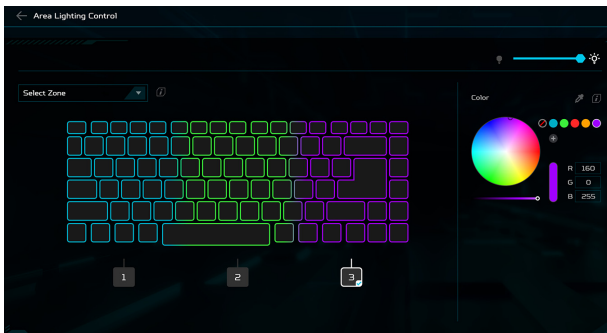 Area Lighting Control
Select Zone
Color
R 160
G 0
B 255
1
2
3